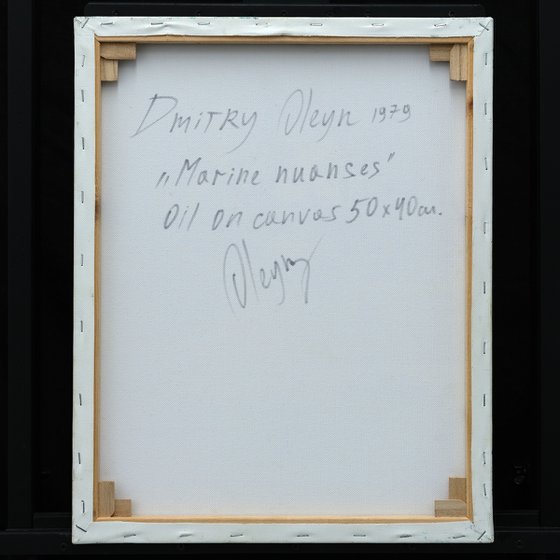 Dmitry Oleyn 1979
„Marine nuanses"
Oil on canvas 50x40cm.
Oleyn